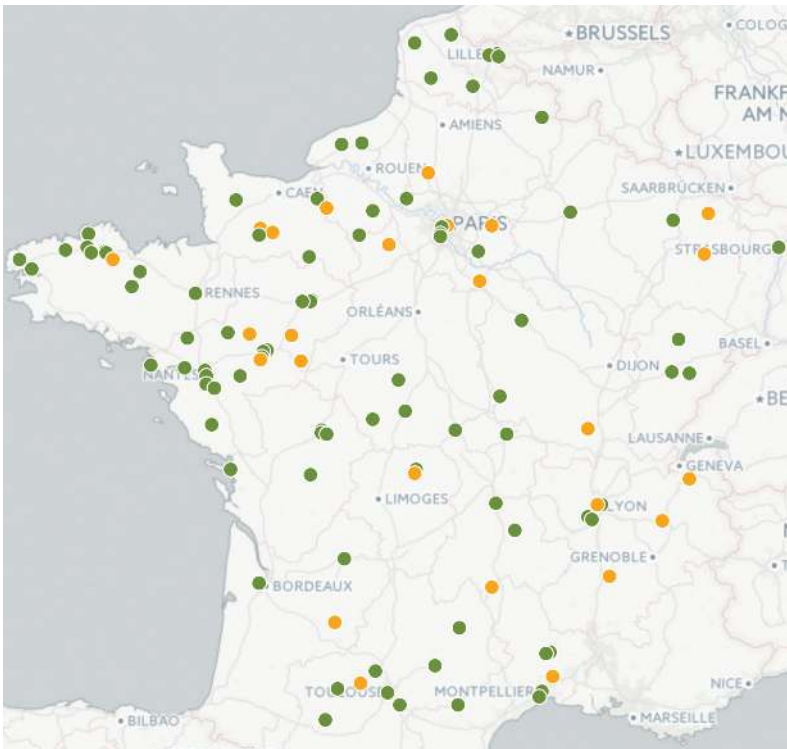 BRUSSELS
COLOG
LILLE
NAMUR
FRANKF
AM M
AMIENS
LUXEMBOU
ROUEN
SAARBRÜCKEN
CAEN
PARIS
STRASBOURG
RENNES
ORLÉANS
BASEL
TOURS
DIJON
NANTES
BE
LAUSANNE
GENEVA
LIMOGES
LYON
GRENOBLE
BORDEAUX
TOULOUSE
MONTPELLIER
NICE
BILBAO
MARSEILLE